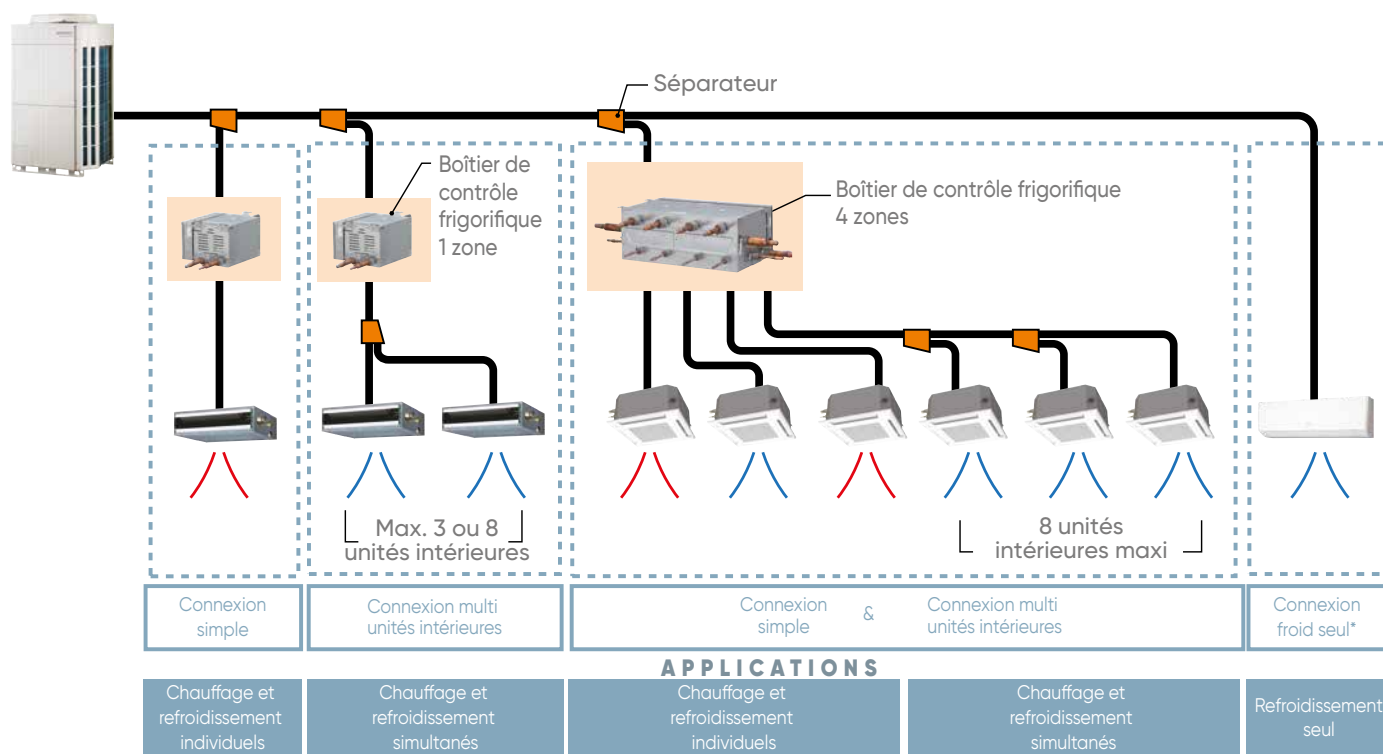 Séparateur
Boîtier de
contrôle
frigorifique
1 zone
Boîtier de contrôle frigorifique
4 zones
Max. 3 ou 8
unités intérieures
8 unités
intérieures maxi
Connexion
simple
Connexion multi
unités intérieures
Connexion
simple
&
Connexion multi
unités intérieures
Connexion
froid seul*
APPLICATIONS
Chauffage et
refroidissement
individuels
Chauffage et
refroidissement
simultanés
Chauffage et
refroidissement
individuels
Chauffage et
refroidissement
simultanés
Refroidissement
seul